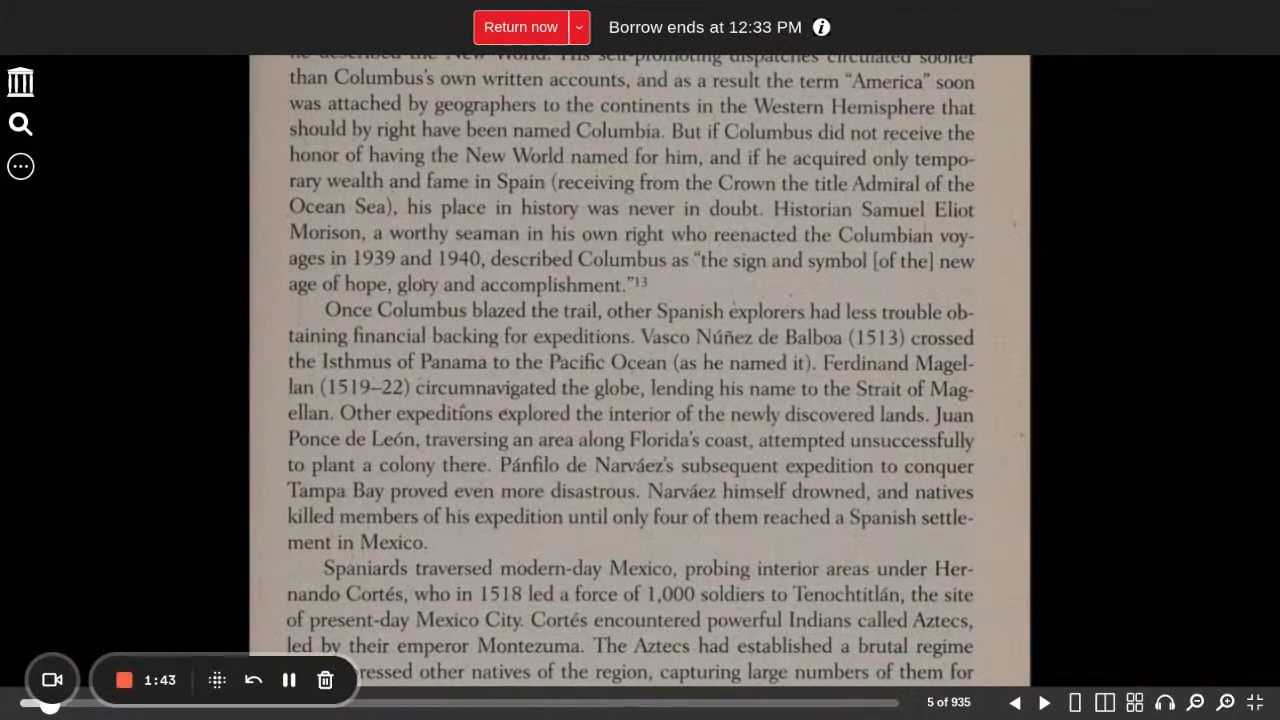 Return now
Borrow ends at 12:33 PM
he described the New World. His self-promoting dispatches circulated sooner
than Columbus's own written accounts, and as a result the term “America” soon
was attached by geographers to the continents in the Western Hemisphere that
should by right have been named Columbia. But if Columbus did not receive the
honor of having the New World named for him, and if he acquired only tempo-
rary wealth and fame in Spain (receiving from the Crown the title Admiral of the
Ocean Sea), his place in history was never in doubt. Historian Samuel Eliot
Morison, a worthy seaman in his own right who reenacted the Columbian voy-
ages in 1939 and 1940, described Columbus as “the sign and symbol [of the] new
age of hope, glory and accomplishment.”13
Once Columbus blazed the trail, other Spanish explorers had less trouble ob-
taining financial backing for expeditions. Vasco Núñez de Balboa (1513) crossed
the Isthmus of Panama to the Pacific Ocean (as he named it). Ferdinand Magel-
lan (1519–22) circumnavigated the globe, lending his name to the Strait of Mag-
ellan. Other expeditions explored the interior of the newly discovered lands. Juan
Ponce de León, traversing an area along Florida's coast, attempted unsuccessfully
to plant a colony there. Pánfilo de Narváez's subsequent expedition to conquer
Tampa Bay proved even more disastrous. Narváez himself drowned, and natives
killed members of his expedition until only four of them reached a Spanish settle-
ment in Mexico.
Spaniards traversed modern-day Mexico, probing interior areas under Her-
nando Cortés, who in 1518 led a force of 1,000 soldiers to Tenochtitlán, the site
of present-day Mexico City. Cortés encountered powerful Indians called Aztecs,
led by their emperor Montezuma. The Aztecs had established a brutal regime
ressed other natives of the region, capturing large numbers of them for
1:43
5 of 935